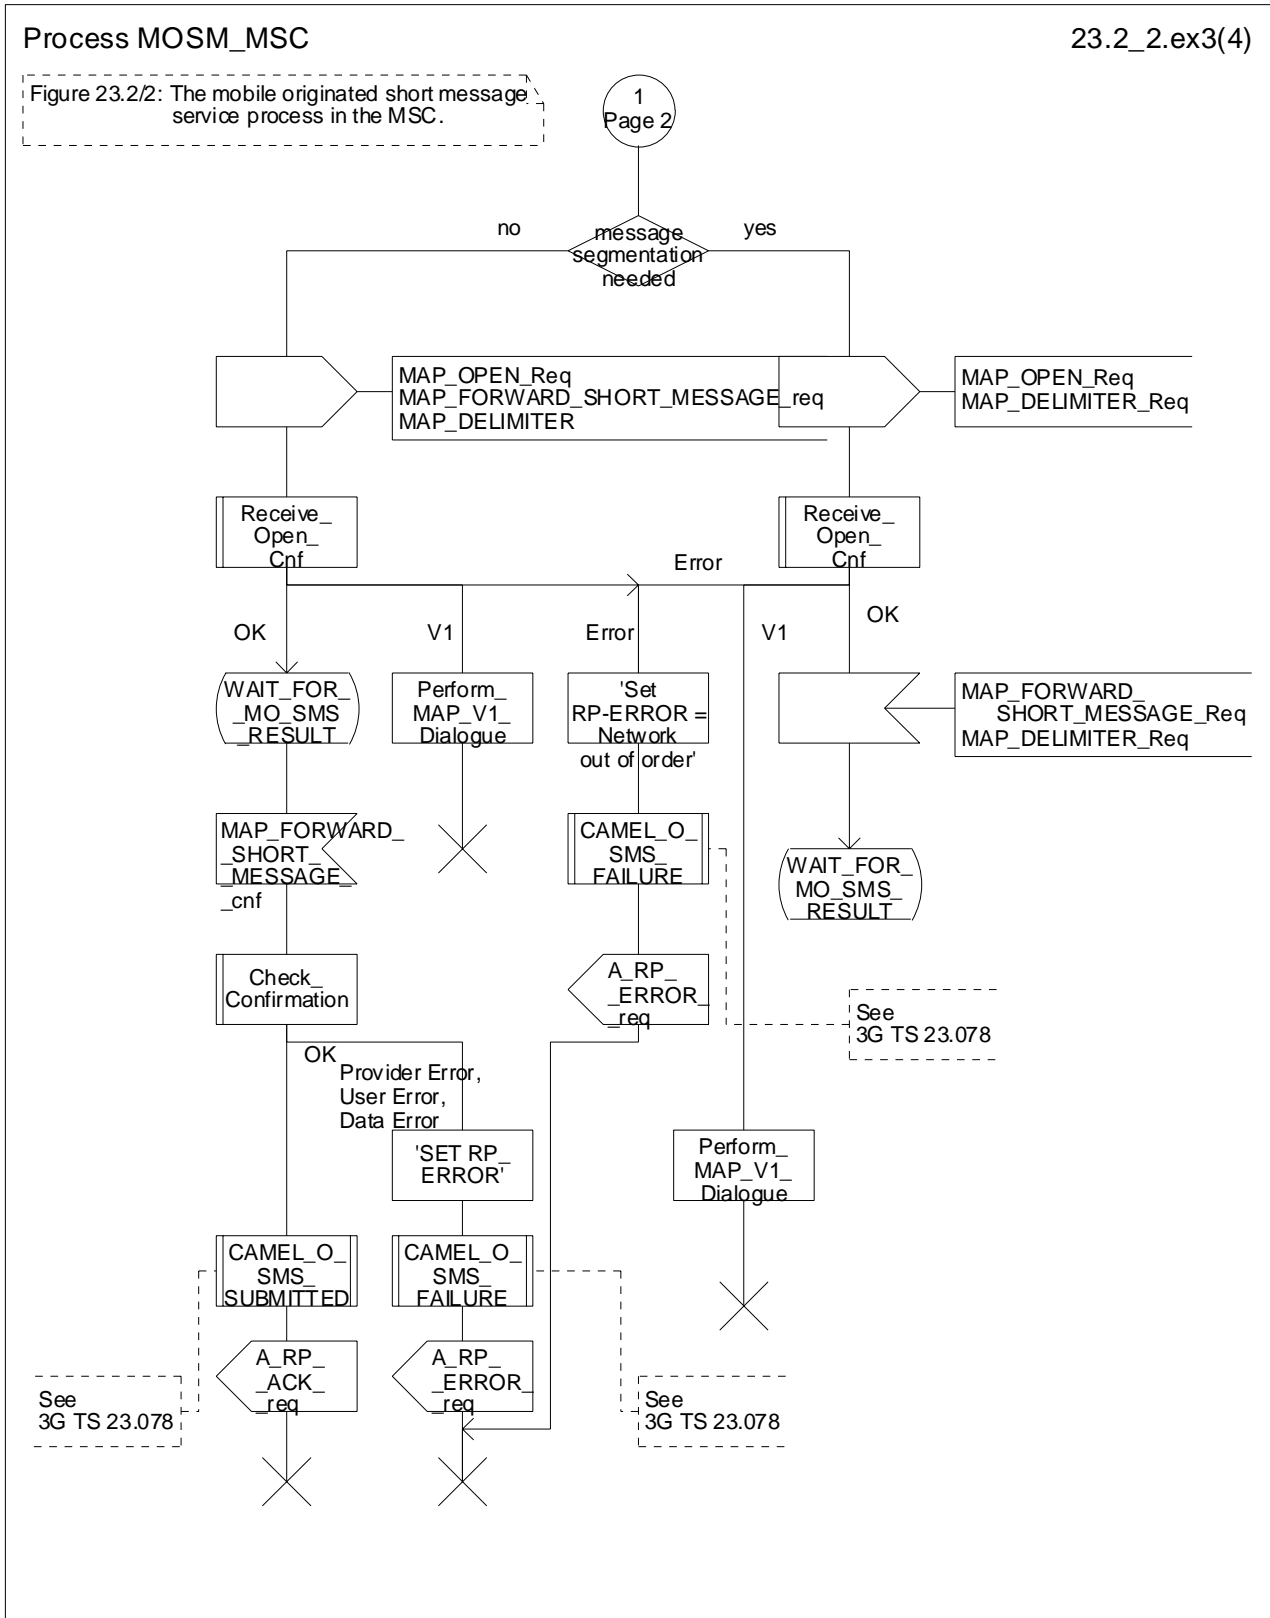 Process MOSM_MSC
23.2_2.ex3(4)
Figure 23.2/2: The mobile originated short message
service process in the MSC.
1
Page 2
no
message
segmentation
needed
yes
MAP_OPEN_Req
MAP_FORWARD_SHORT_MESSAGE_req
MAP_DELIMITER
MAP_OPEN_Req
MAP_DELIMITER_Req
Receive_
Open_
Cnf
Receive_
Open_
Cnf
Error
OK
V1
Error
V1
OK
WAIT_FOR_
_MO_SMS
_RESULT
Perform_
MAP_V1_
Dialogue
'Set
RP-ERROR =
Network
out of order'
MAP_FORWARD_
SHORT_MESSAGE_Req
MAP_DELIMITER_Req
MAP_FORWARD_
_SHORT_
_MESSAGE_
_cnf
CAMEL_O_
SMS_
FAILURE
WAIT_FOR_
MO_SMS_
RESULT
Check_
Confirmation
A_RP_
_ERROR_
_req
See
3G TS 23.078
OK
Provider Error,
User Error,
Data Error
'SET RP_
ERROR'
Perform_
MAP_V1_
Dialogue
CAMEL_O_
SMS_
SUBMITTED
CAMEL_O_
SMS_
FAILURE
A_RP_
_ACK_
_req
A_RP_
_ERROR_
_req
See
3G TS 23.078
See
3G TS 23.078